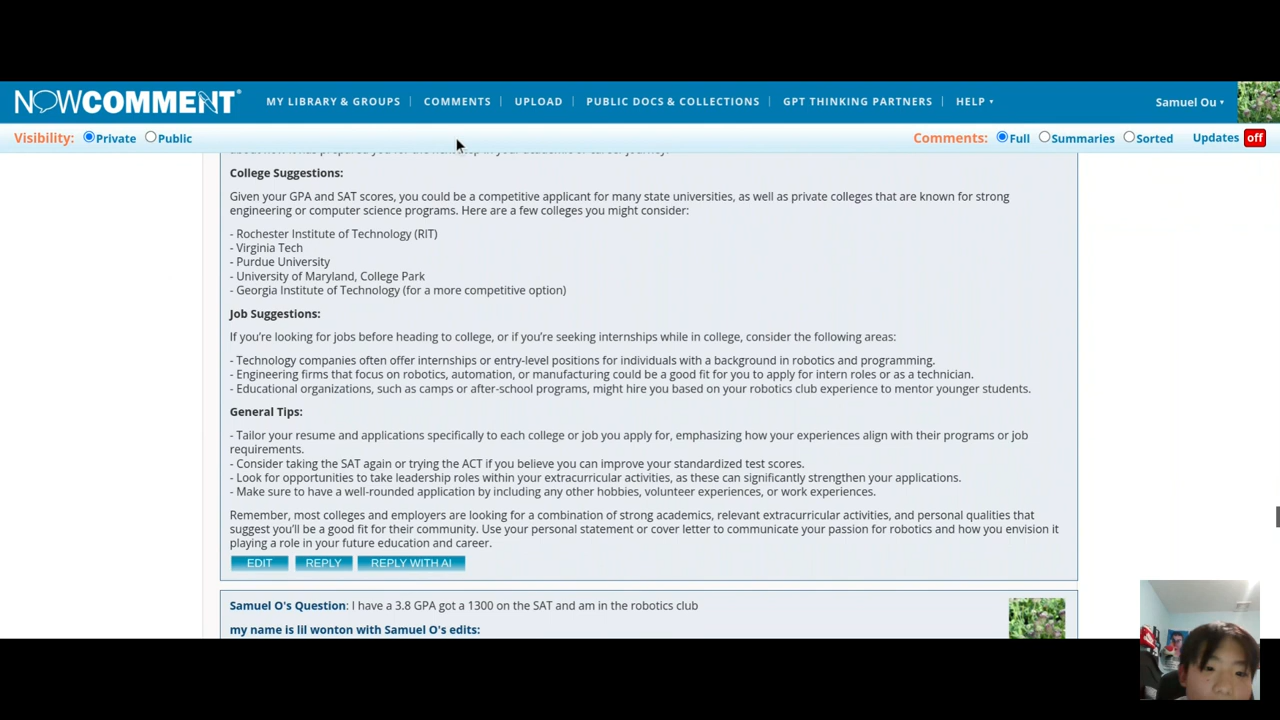 NOWCOMMENT®
MY LIBRARY & GROUPS | COMMENTS | UPLOAD | PUBLIC DOCS & COLLECTIONS | GPT THINKING PARTNERS | HELP ▾
Samuel Ou ▾
Visibility: Private Public
Comments: Full Summaries Sorted Updates off
College Suggestions:
Given your GPA and SAT scores, you could be a competitive applicant for many state universities, as well as private colleges that are known for strong
engineering or computer science programs. Here are a few colleges you might consider:
- Rochester Institute of Technology (RIT)
- Virginia Tech
- Purdue University
- University of Maryland, College Park
- Georgia Institute of Technology (for a more competitive option)
Job Suggestions:
If you're looking for jobs before heading to college, or if you're seeking internships while in college, consider the following areas:
- Technology companies often offer internships or entry-level positions for individuals with a background in robotics and programming.
- Engineering firms that focus on robotics, automation, or manufacturing could be a good fit for you to apply for intern roles or as a technician.
- Educational organizations, such as camps or after-school programs, might hire you based on your robotics club experience to mentor younger students.
General Tips:
- Tailor your resume and applications specifically to each college or job you apply for, emphasizing how your experiences align with their programs or job
requirements.
- Consider taking the SAT again or trying the ACT if you believe you can improve your standardized test scores.
- Look for opportunities to take leadership roles within your extracurricular activities, as these can significantly strengthen your applications.
- Make sure to have a well-rounded application by including any other hobbies, volunteer experiences, or work experiences.
Remember, most colleges and employers are looking for a combination of strong academics, relevant extracurricular activities, and personal qualities that
suggest you'll be a good fit for their community. Use your personal statement or cover letter to communicate your passion for robotics and how you envision it
playing a role in your future education and career.
EDIT REPLY REPLY WITH AI
Samuel O's Question: I have a 3.8 GPA got a 1300 on the SAT and am in the robotics club
my name is lil wonton with Samuel O's edits: